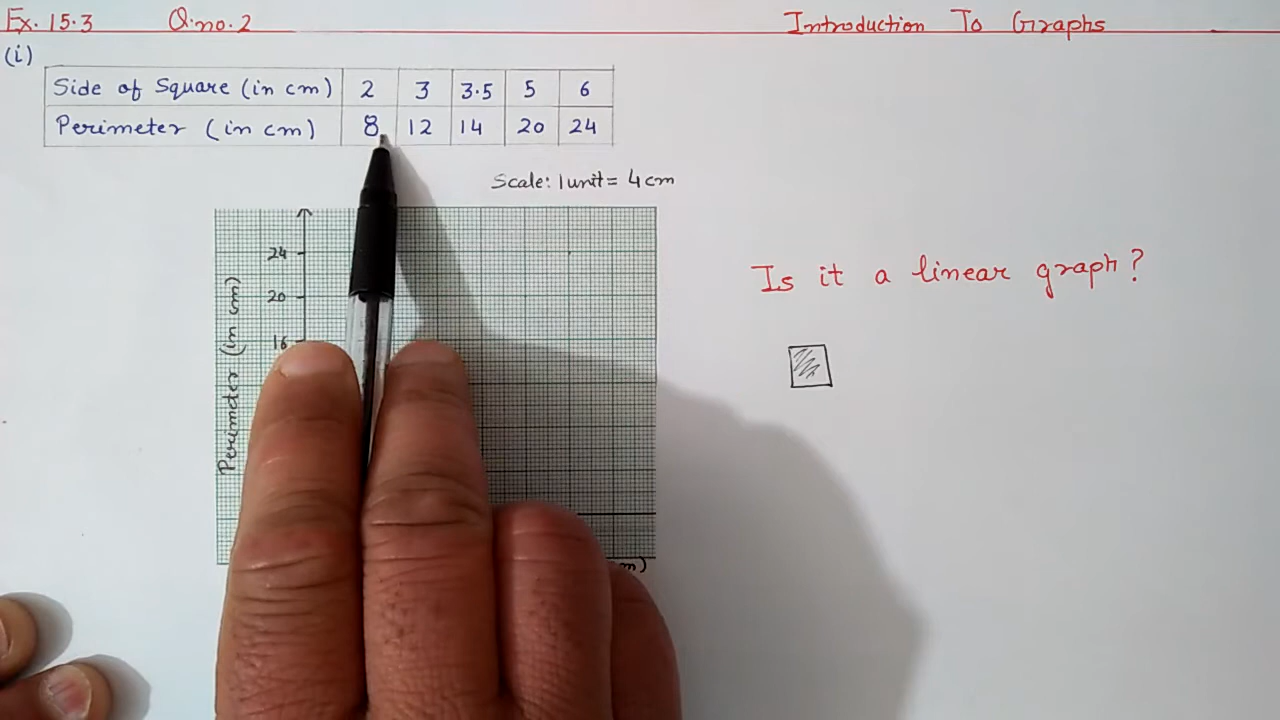 Ex. 15.3 Q.no.2 Introduction To Graphs
(i)
Side of Square (in cm) 2 3 3.5 5 6
Perimeter (in cm) 8 12 14 20 24
Scale: 1 unit = 4 cm
24
20
16
Perimeter (in cm)
Is it a linear graph?